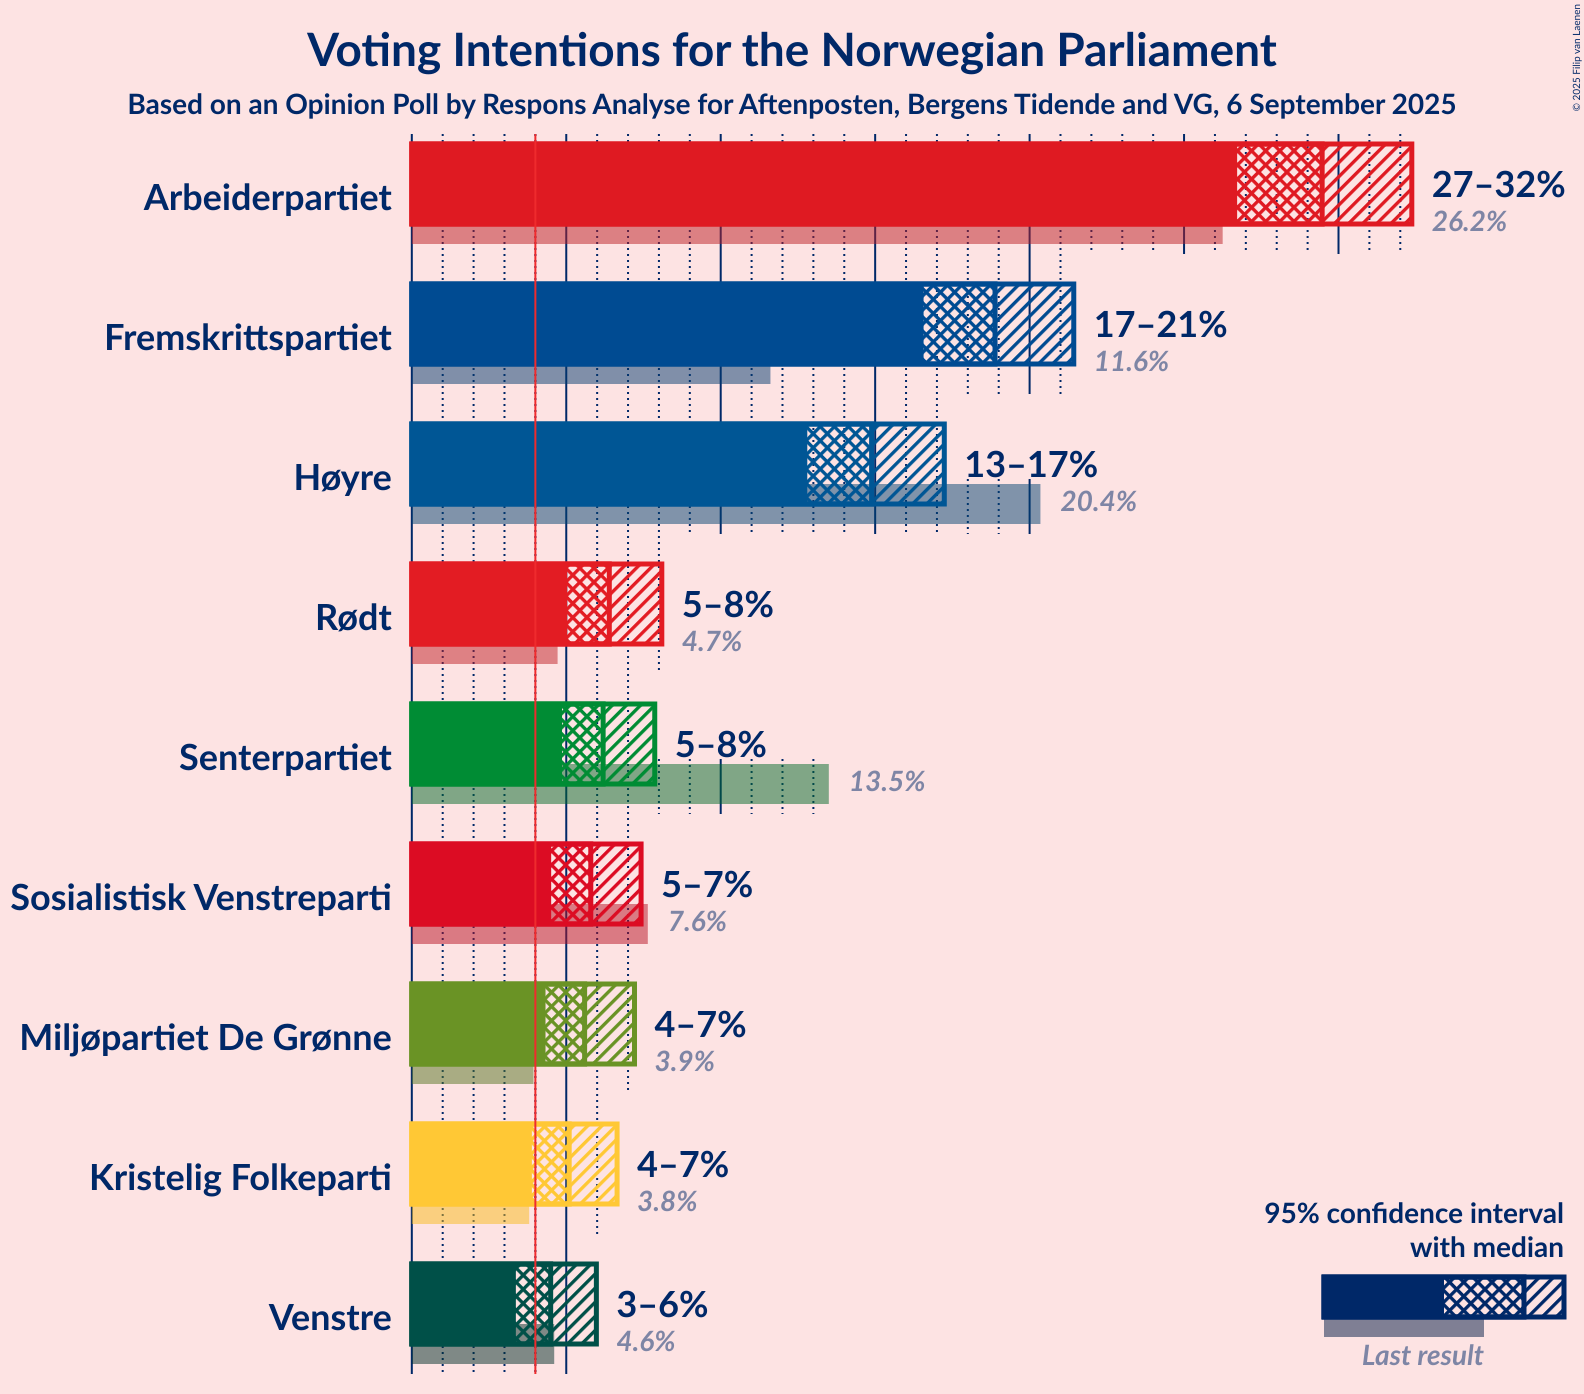 Voting Intentions for the Norwegian Parliament
Based on an Opinion Poll by Respons Analyse for Aftenposten, Bergens Tidende and VG, 6 September 2025
© 2025 Filip van Laenen
Arbeiderpartiet
27–32%
26.2%
Fremskrittspartiet
17–21%
11.6%
Høyre
13–17%
20.4%
Rødt
5–8%
4.7%
Senterpartiet
5–8%
13.5%
Sosialistisk Venstreparti
5–7%
7.6%
Miljøpartiet De Grønne
4–7%
3.9%
Kristelig Folkeparti
4–7%
3.8%
Venstre
3–6%
4.6%
95% confidence interval
with median
Last result